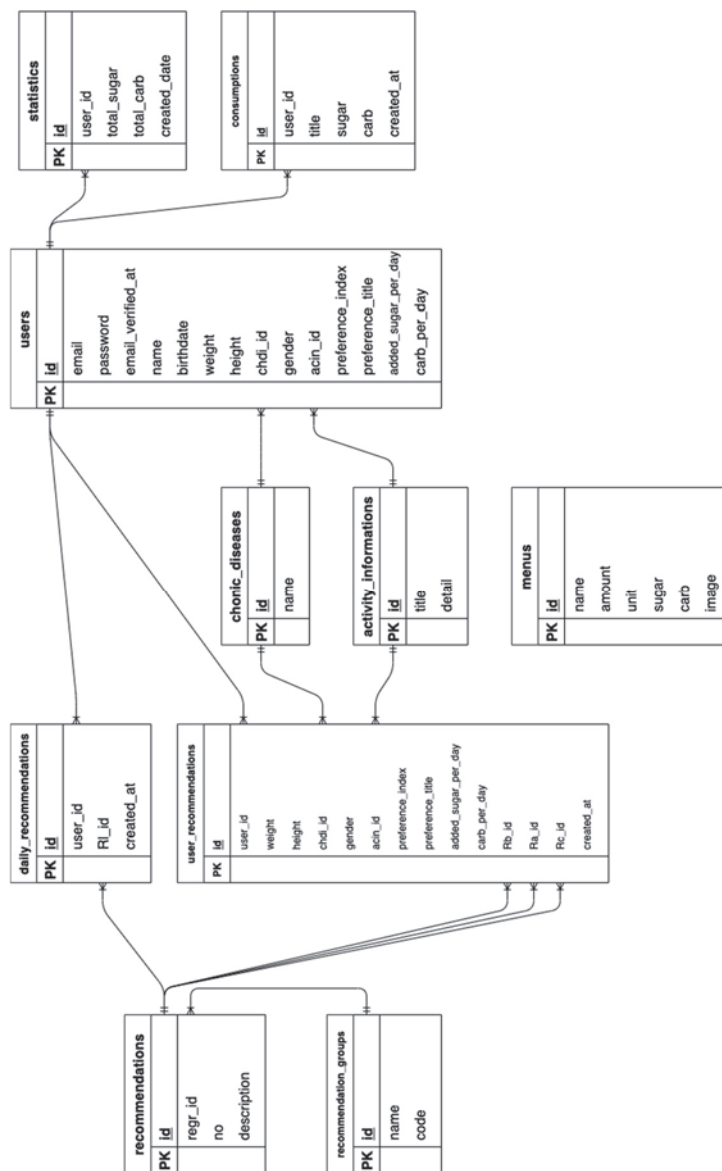 statistics
PK id
user_id
total_sugar
total_carb
created_date
consumptions
PK id
user_id
title
sugar
carb
created_at
users
PK id
email
password
email_verified_at
name
birthdate
weight
height
chdi_id
gender
acin_id
preference_index
preference_title
added_sugar_per_day
carb_per_day
chonic_diseases
PK id
name
activity_informations
PK id
title
detail
menus
PK id
name
amount
unit
sugar
carb
image
daily_recommendations
PK id
user_id
RI_id
created_at
user_recommendations
PK id
user_id
weight
height
chdi_id
gender
acin_id
preference_index
preference_title
added_sugar_per_day
carb_per_day
Rb_id
Ra_id
Rc_id
created_at
recommendations
PK id
regr_id
no
description
recommendation_groups
PK id
name
code